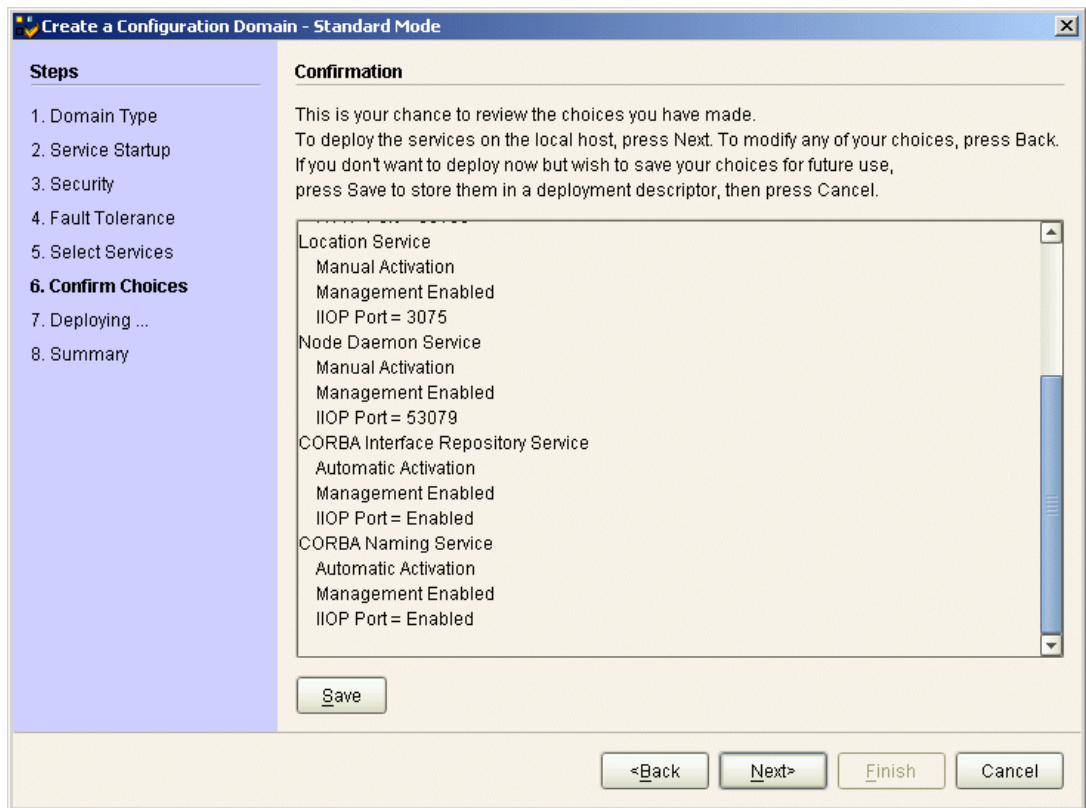 Create a Configuration Domain - Standard Mode
Steps
1. Domain Type
2. Service Startup
3. Security
4. Fault Tolerance
5. Select Services
6. Confirm Choices
7. Deploying ...
8. Summary
Confirmation
This is your chance to review the choices you have made.
To deploy the services on the local host, press Next. To modify any of your choices, press Back.
If you don't want to deploy now but wish to save your choices for future use,
press Save to store them in a deployment descriptor, then press Cancel.
Location Service
Manual Activation
Management Enabled
IIOP Port = 3075
Node Daemon Service
Manual Activation
Management Enabled
IIOP Port = 53079
CORBA Interface Repository Service
Automatic Activation
Management Enabled
IIOP Port = Enabled
CORBA Naming Service
Automatic Activation
Management Enabled
IIOP Port = Enabled
Save
<Back
Next>
Finish
Cancel